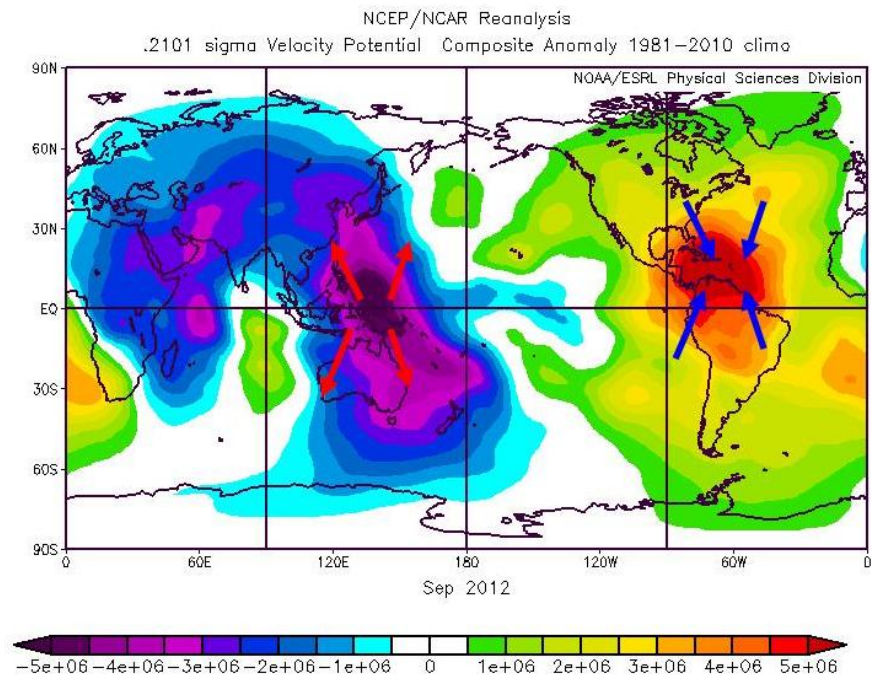 NCEP/NCAR Reanalysis
.2101 sigma Velocity Potential Composite Anomaly 1981-2010 clima
NOAA/ESRL Physical Sciences Division
90N
60N
30N
EQ
30S
60S
90S
0 60E 120E 180 120W 60W 0
Sep 2012
-5e+06 -4e+06 -3e+06 -2e+06 -1e+06 0 1e+06 2e+06 3e+06 4e+06 5e+06